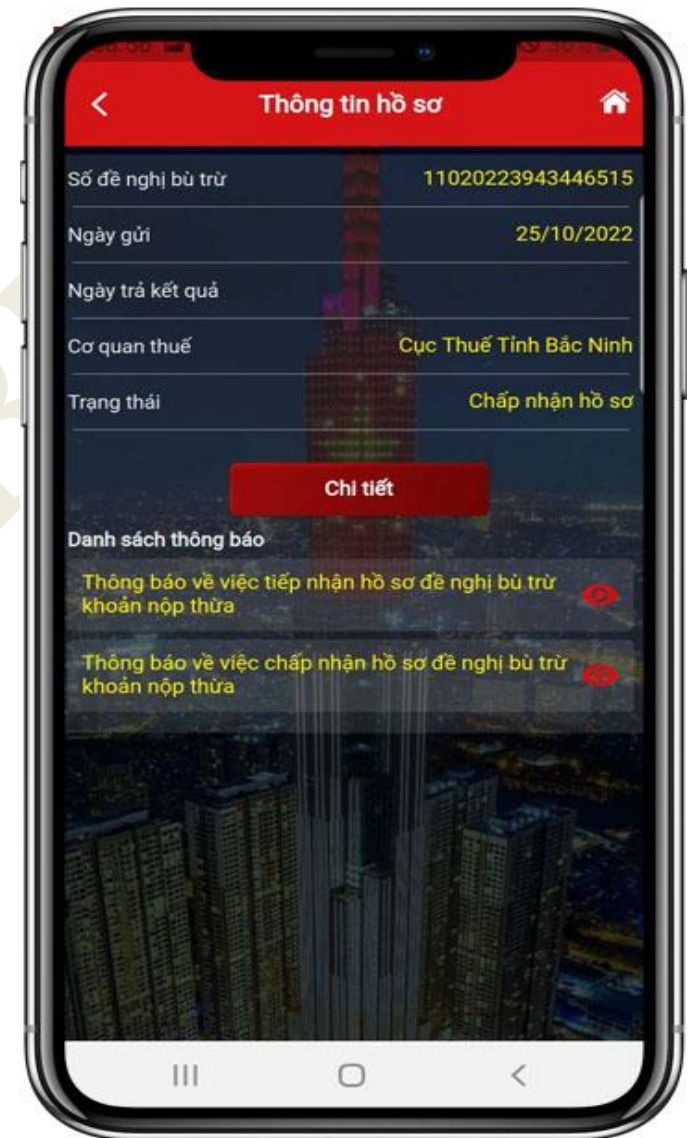 Thông tin hồ sơ
Số đề nghị bù trừ 11020223943446515
Ngày gửi 25/10/2022
Ngày trả kết quả
Cơ quan thuế Cục Thuế Tỉnh Bắc Ninh
Trạng thái Chấp nhận hồ sơ
Chi tiết
Danh sách thông báo
Thông báo về việc tiếp nhận hồ sơ đề nghị bù trừ
khoản nộp thừa
Thông báo về việc chấp nhận hồ sơ đề nghị bù trừ
khoản nộp thừa